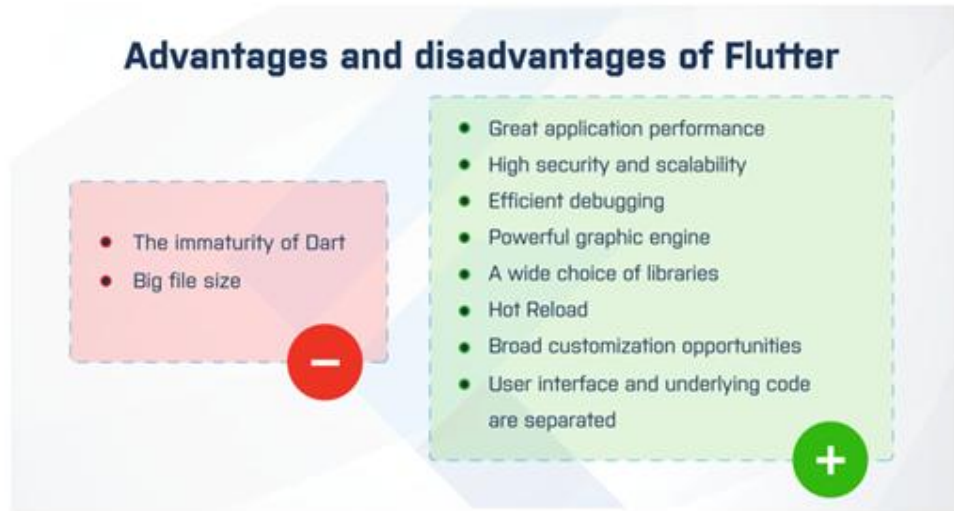 Advantages and disadvantages of Flutter
The immaturity of Dart
Big file size
Great application performance
High security and scalability
Efficient debugging
Powerful graphic engine
A wide choice of libraries
Hot Reload
Broad customization opportunities
User interface and underlying code
are separated